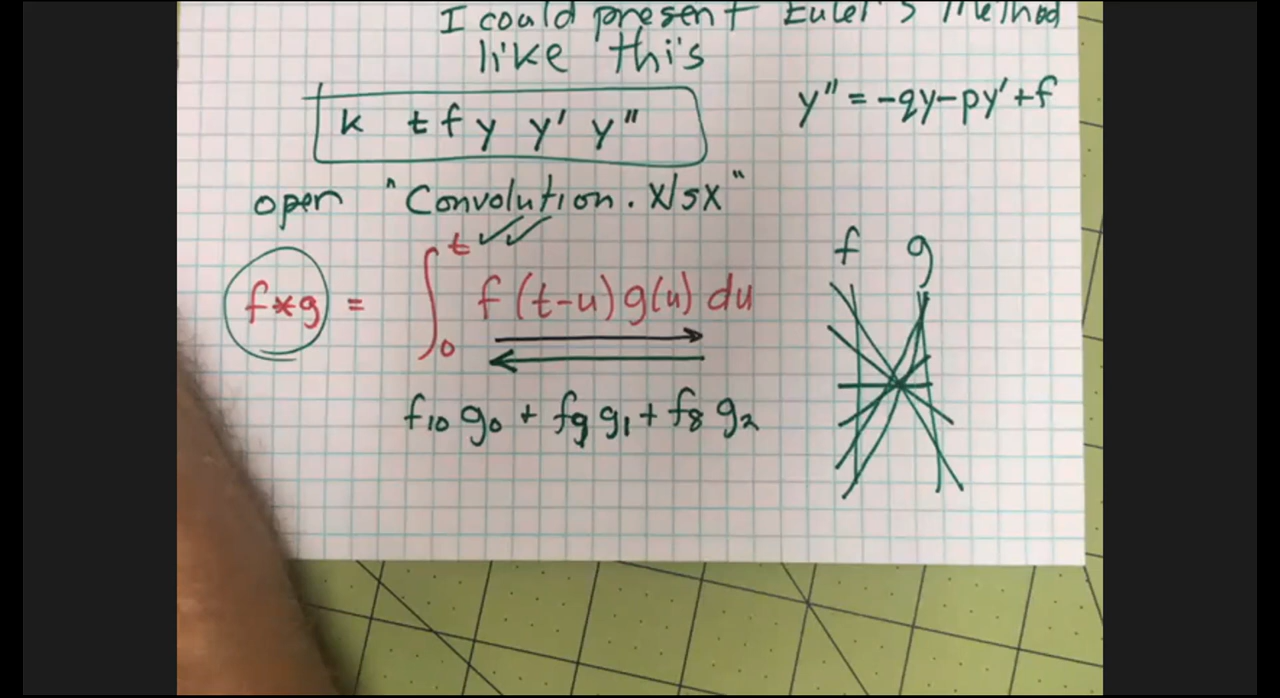 I could present Euler's Method
like this
y" = -qy-py'+f
k t f y y' y"
open "Convolution.xlsx"
f*g = ∫₀ᵗ f(t-u)g(u) du
f g
f₁₀ g₀ + f₉ g₁ + f₈ g₂